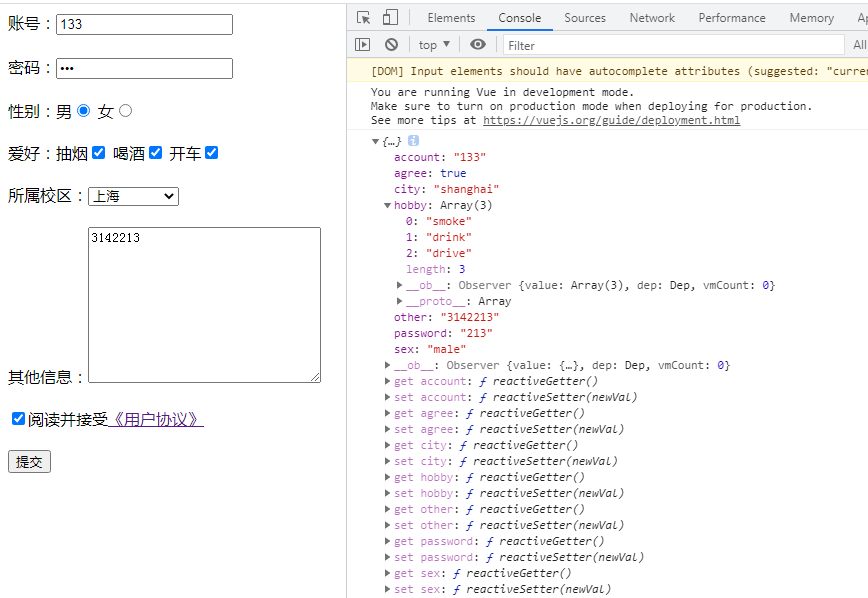 账号：133
密码：•••
性别：男 女
爱好：抽烟 喝酒 开车
所属校区：上海
3142213
其他信息：
阅读并接受《用户协议》
提交
Elements Console Sources Network Performance Memory
top Filter All
[DOM] Input elements should have autocomplete attributes (suggested: "curre
You are running Vue in development mode.
Make sure to turn on production mode when deploying for production.
See more tips at https://vuejs.org/guide/deployment.html
{…}
account: "133"
agree: true
city: "shanghai"
hobby: Array(3)
0: "smoke"
1: "drink"
2: "drive"
length: 3
__ob__: Observer {value: Array(3), dep: Dep, vmCount: 0}
__proto__: Array
other: "3142213"
password: "213"
sex: "male"
__ob__: Observer {value: {…}, dep: Dep, vmCount: 0}
get account: ƒ reactiveGetter()
set account: ƒ reactiveSetter(newVal)
get agree: ƒ reactiveGetter()
set agree: ƒ reactiveSetter(newVal)
get city: ƒ reactiveGetter()
set city: ƒ reactiveSetter(newVal)
get hobby: ƒ reactiveGetter()
set hobby: ƒ reactiveSetter(newVal)
get other: ƒ reactiveGetter()
set other: ƒ reactiveSetter(newVal)
get password: ƒ reactiveGetter()
set password: ƒ reactiveSetter(newVal)
get sex: ƒ reactiveGetter()
set sex: ƒ reactiveSetter(newVal)